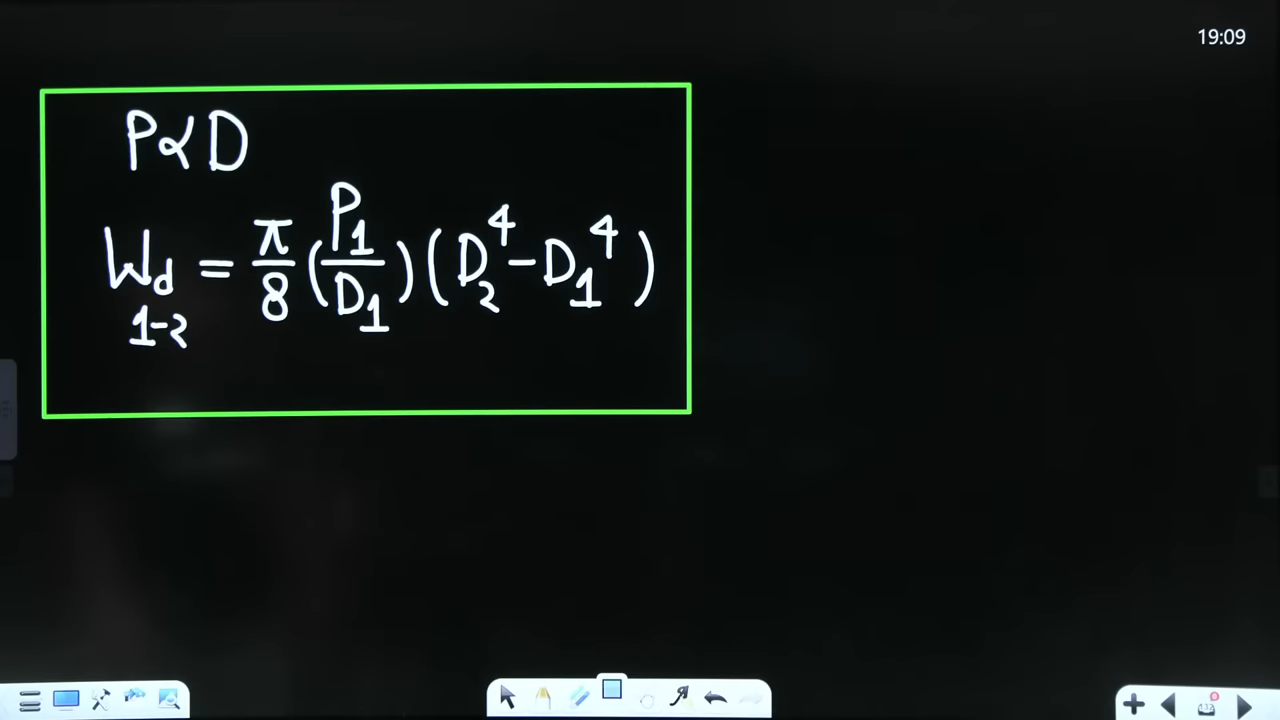 19:09
P ∝ D
W_d 1-2 = π/8 (P_1/D_1) (D_2^4 - D_1^4)